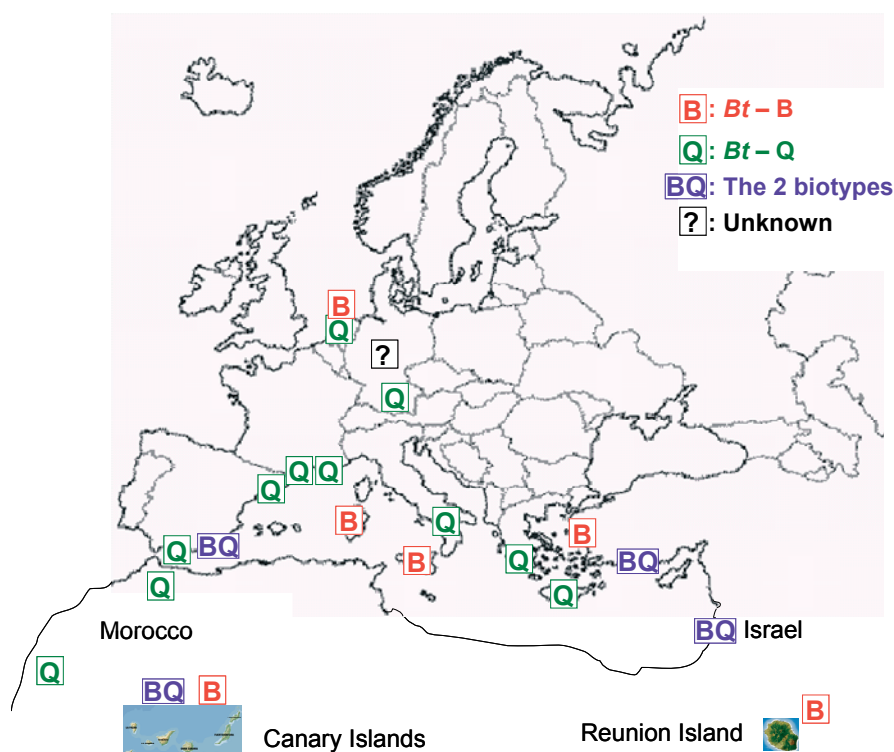 B : Bt – B
Q : Bt – Q
BQ : The 2 biotypes
? : Unknown
B
Q
?
Q
Q Q
Q
B Q
B
Q BQ
B Q BQ
Q
Q
BQ Israel
Morocco
Q
BQ B
B
Canary Islands
Reunion Island